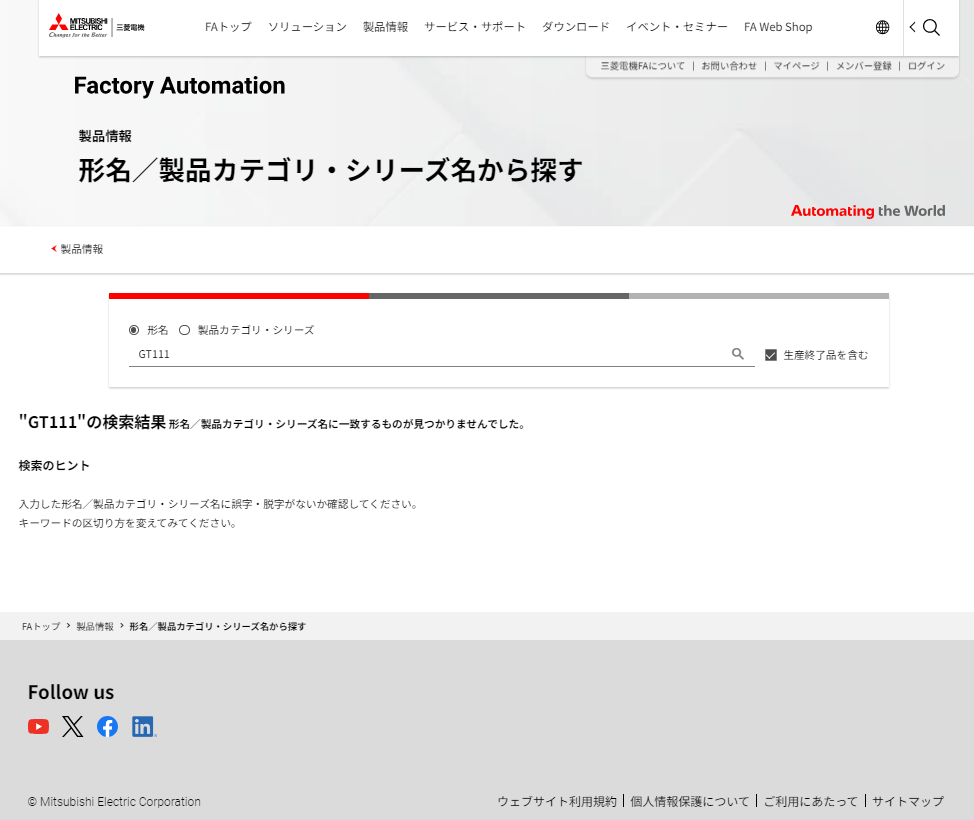 MITSUBISHI ELECTRIC
Changes for the Better
三菱電機
FAトップ ソリューション 製品情報 サービス・サポート ダウンロード イベント・セミナー FA Web Shop
三菱電機FAについて | お問い合わせ | マイページ | メンバー登録 | ログイン
Factory Automation
製品情報
形名／製品カテゴリ・シリーズ名から探す
Automating the World
製品情報
形名 製品カテゴリ・シリーズ
GT111
生産終了品を含む
"GT111"の検索結果 形名／製品カテゴリ・シリーズ名に一致するものが見つかりませんでした。
検索のヒント
入力した形名／製品カテゴリ・シリーズ名に誤字・脱字がないか確認してください。
キーワードの区切り方を変えてみてください。
FAトップ > 製品情報 > 形名／製品カテゴリ・シリーズ名から探す
Follow us
© Mitsubishi Electric Corporation
ウェブサイト利用規約 | 個人情報保護について | ご利用にあたって | サイトマップ